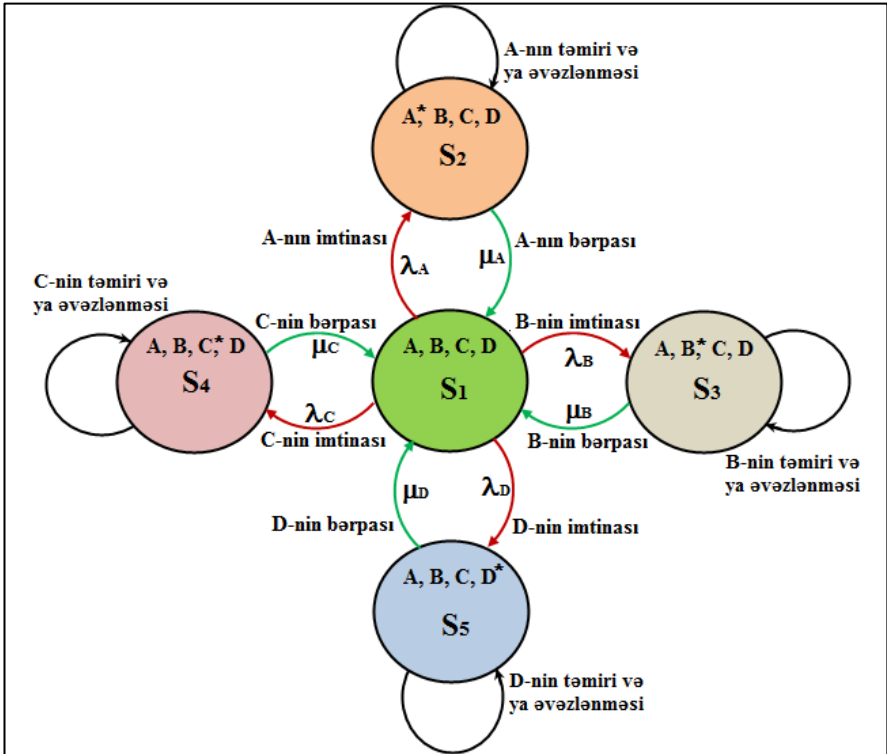 A-nın təmiri və
ya əvəzlənməsi
A,* B, C, D
S2
A-nın imtinası
A-nın bərpası
λA
μA
C-nin təmiri və
ya əvəzlənməsi
C-nin bərpası
B-nin imtinası
A, B, C,* D
S4
μC
A, B, C, D
S1
λB
A, B,* C, D
S3
λC
C-nin imtinası
μB
B-nin bərpası
B-nin təmiri və
ya əvəzlənməsi
μD
λD
D-nin bərpası
D-nin imtinası
A, B, C, D*
S5
D-nin təmiri və
ya əvəzlənməsi